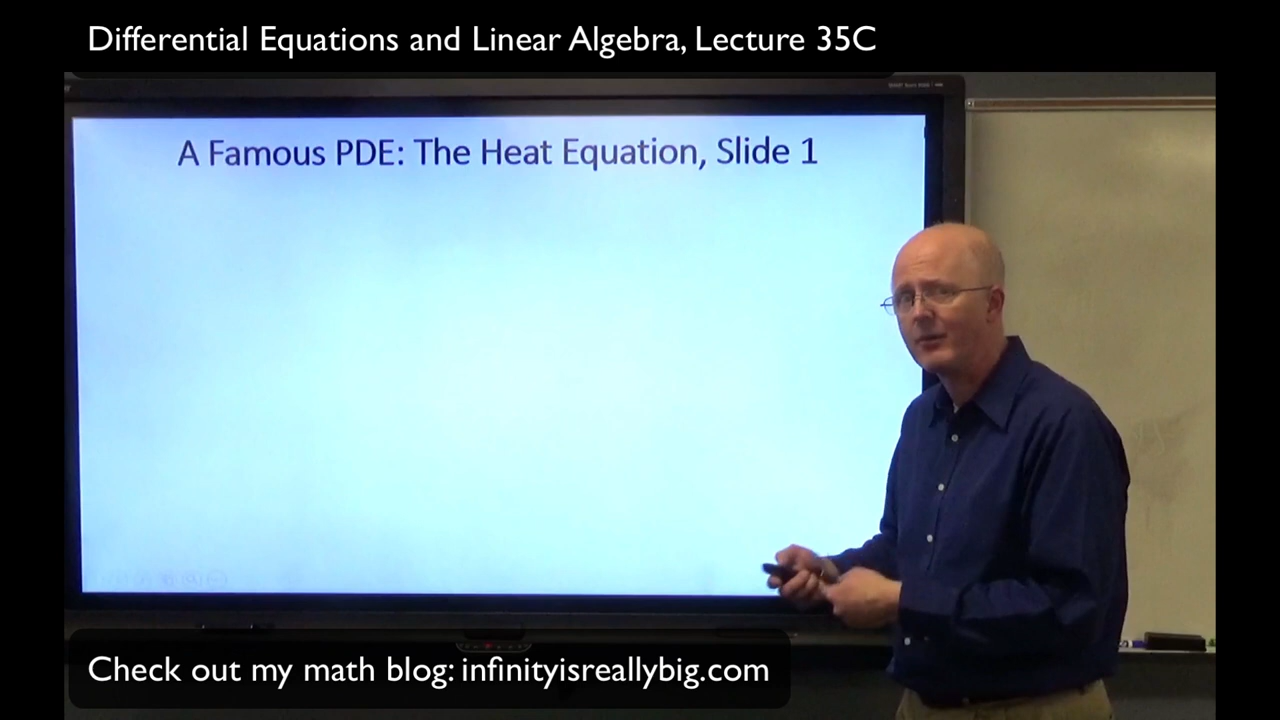 Differential Equations and Linear Algebra, Lecture 35C
A Famous PDE: The Heat Equation, Slide 1
Check out my math blog: infinityisreallybig.com